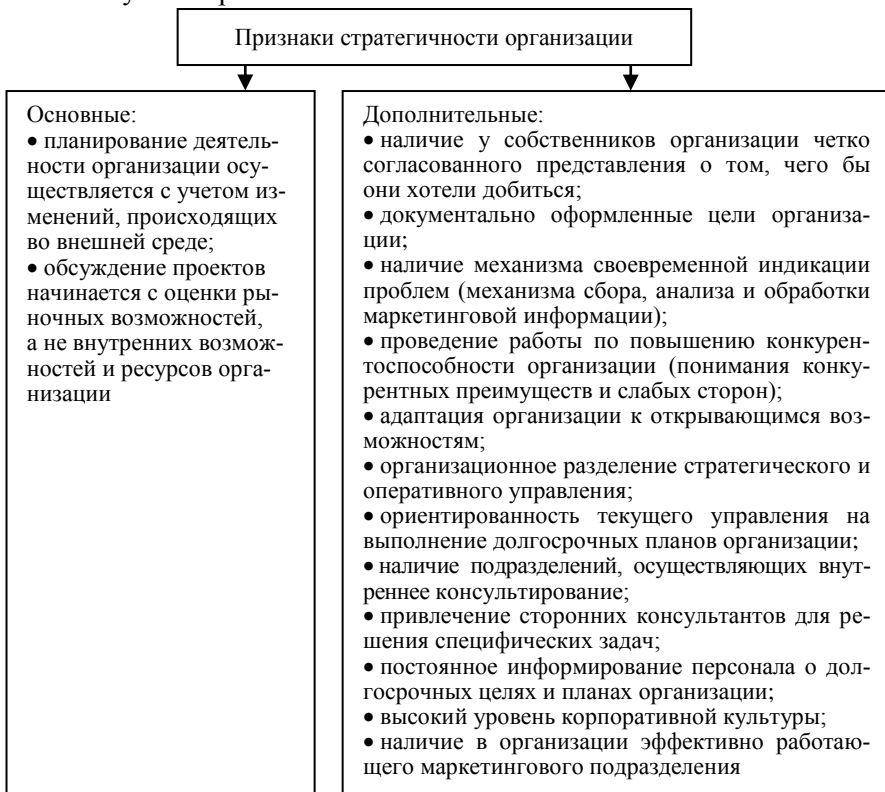 Признаки стратегичности организации
Основные:
• планирование деятель-
ности организации осу-
ществляется с учетом из-
менений, происходящих
во внешней среде;
• обсуждение проектов
начинается с оценки ры-
ночных возможностей,
а не внутренних возмож-
ностей и ресурсов орга-
низации
Дополнительные:
• наличие у собственников организации четко
согласованного представления о том, чего бы
они хотели добиться;
• документально оформленные цели организа-
ции;
• наличие механизма своевременной индикации
проблем (механизма сбора, анализа и обработки
маркетинговой информации);
• проведение работы по повышению конкурен-
тоспособности организации (понимания конку-
рентных преимуществ и слабых сторон);
• адаптация организации к открывающимся воз-
можностям;
• организационное разделение стратегического и
оперативного управления;
• ориентированность текущего управления на
выполнение долгосрочных планов организации;
• наличие подразделений, осуществляющих внут-
реннее консультирование;
• привлечение сторонних консультантов для ре-
шения специфических задач;
• постоянное информирование персонала о дол-
госрочных целях и планах организации;
• высокий уровень корпоративной культуры;
• наличие в организации эффективно работаю-
щего маркетингового подразделения